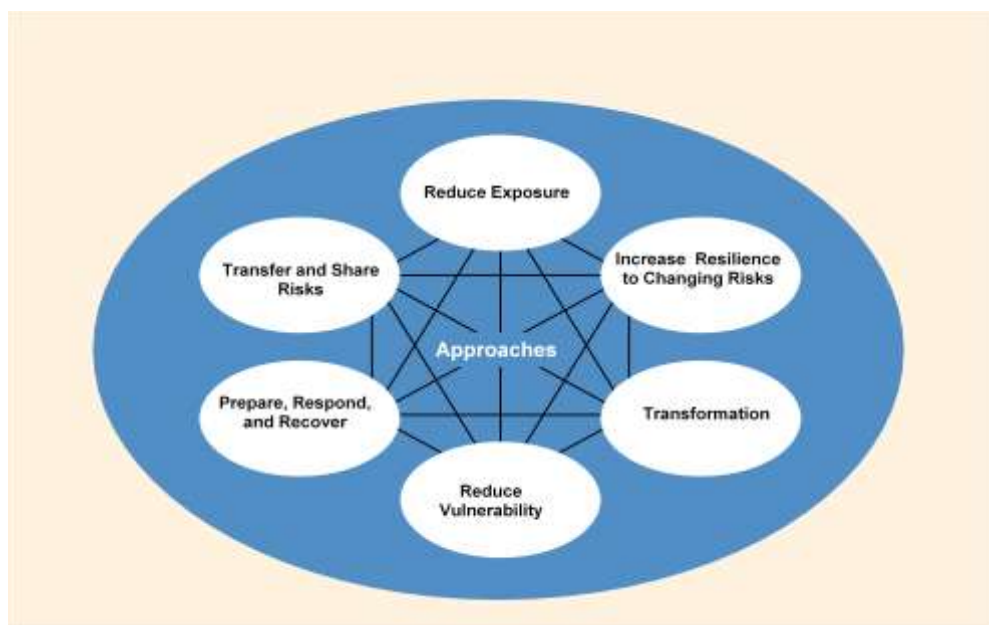 Reduce Exposure
Transfer and Share
Risks
Increase Resilience
to Changing Risks
Approaches
Prepare, Respond,
and Recover
Transformation
Reduce
Vulnerability